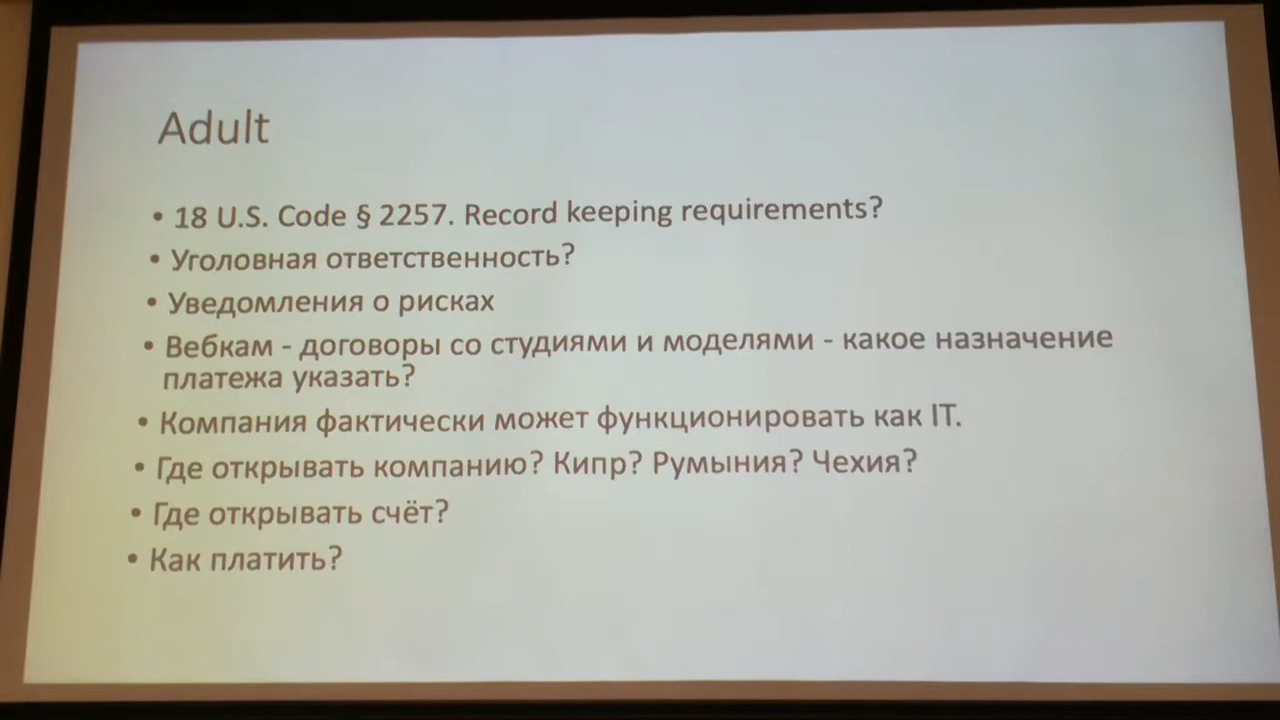 Adult
• 18 U.S. Code § 2257. Record keeping requirements?
• Уголовная ответственность?
• Уведомления о рисках
• Вебкам - договоры со студиями и моделями - какое назначение
платежа указать?
• Компания фактически может функционировать как IT.
• Где открывать компанию? Кипр? Румыния? Чехия?
• Где открывать счёт?
• Как платить?